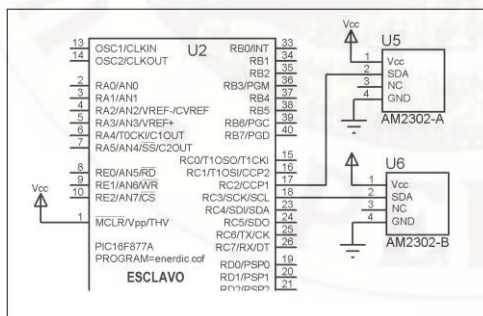 U2
13 OSC1/CLKIN
14 OSC2/CLKOUT
2 RA0/AN0
3 RA1/AN1
4 RA2/AN2/VREF-/CVREF
5 RA3/AN3/VREF+
6 RA4/T0CKI/C1OUT
7 RA5/AN4/SS/C2OUT
8 RE0/AN5/RD
9 RE1/AN6/WR
10 RE2/AN7/CS
Vcc
1 MCLR/Vpp/THV
PIC16F877A
PROGRAM=enerdic.cof
ESCLAVO
RB0/INT 33
RB1 34
RB2 35
RB3/PGM 36
RB4 37
RB5 38
RB6/PGC 39
RB7/PGD 40
RC0/T1OSO/T1CKI 15
RC1/T1OSI/CCP2 16
RC2/CCP1 17
RC3/SCK/SCL 18
RC4/SDI/SDA 23
RC5/SDO 24
RC6/TX/CK 25
RC7/RX/DT 26
RD0/PSP0 19
RD1/PSP1 20
RD2/PSP2 21
Vcc
U5
1 Vcc
2 SDA
3 NC
4 GND
AM2302-A
Vcc
U6
1 Vcc
2 SDA
3 NC
4 GND
AM2302-B